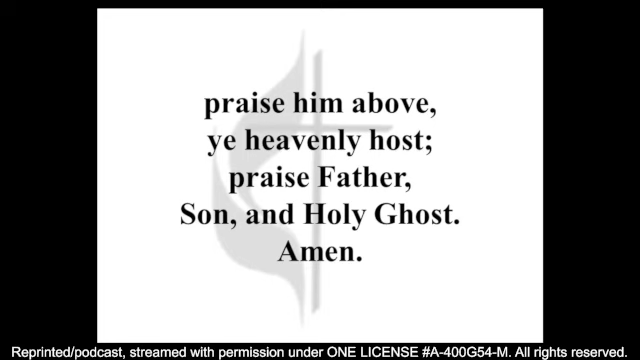 praise him above,
ye heavenly host;
praise Father,
Son, and Holy Ghost.
Amen.
Reprinted/podcast, streamed with permission under ONE LICENSE #A-400G54-M. All rights reserved.